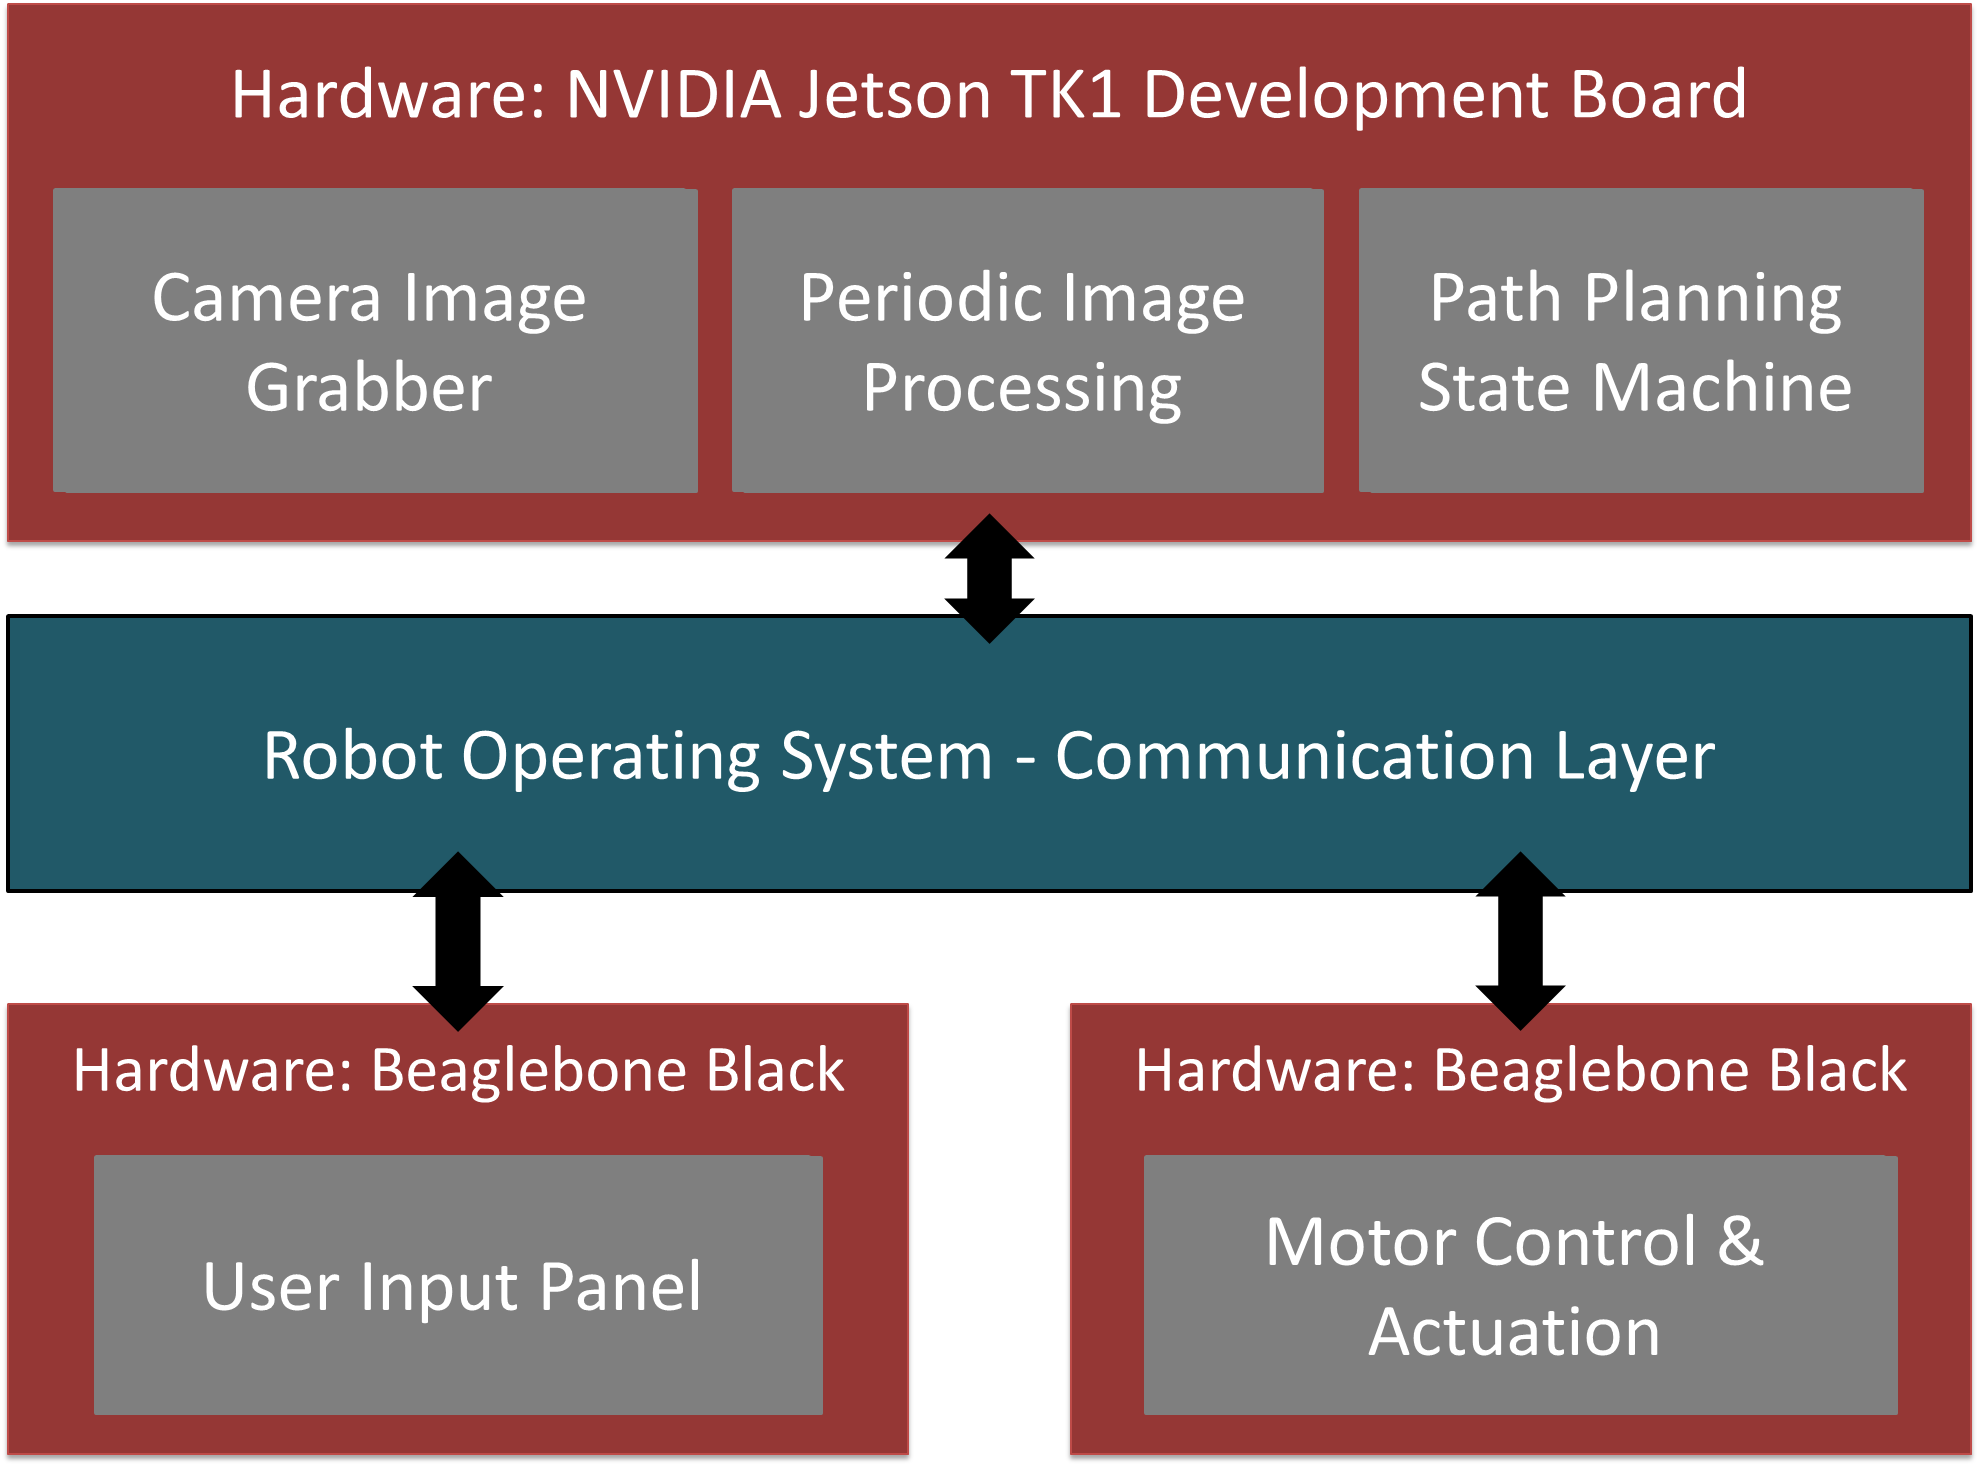 Hardware: NVIDIA Jetson TK1 Development Board
Camera Image
Grabber
Periodic Image
Processing
Path Planning
State Machine
Robot Operating System - Communication Layer
Hardware: Beaglebone Black
User Input Panel
Hardware: Beaglebone Black
Motor Control &
Actuation